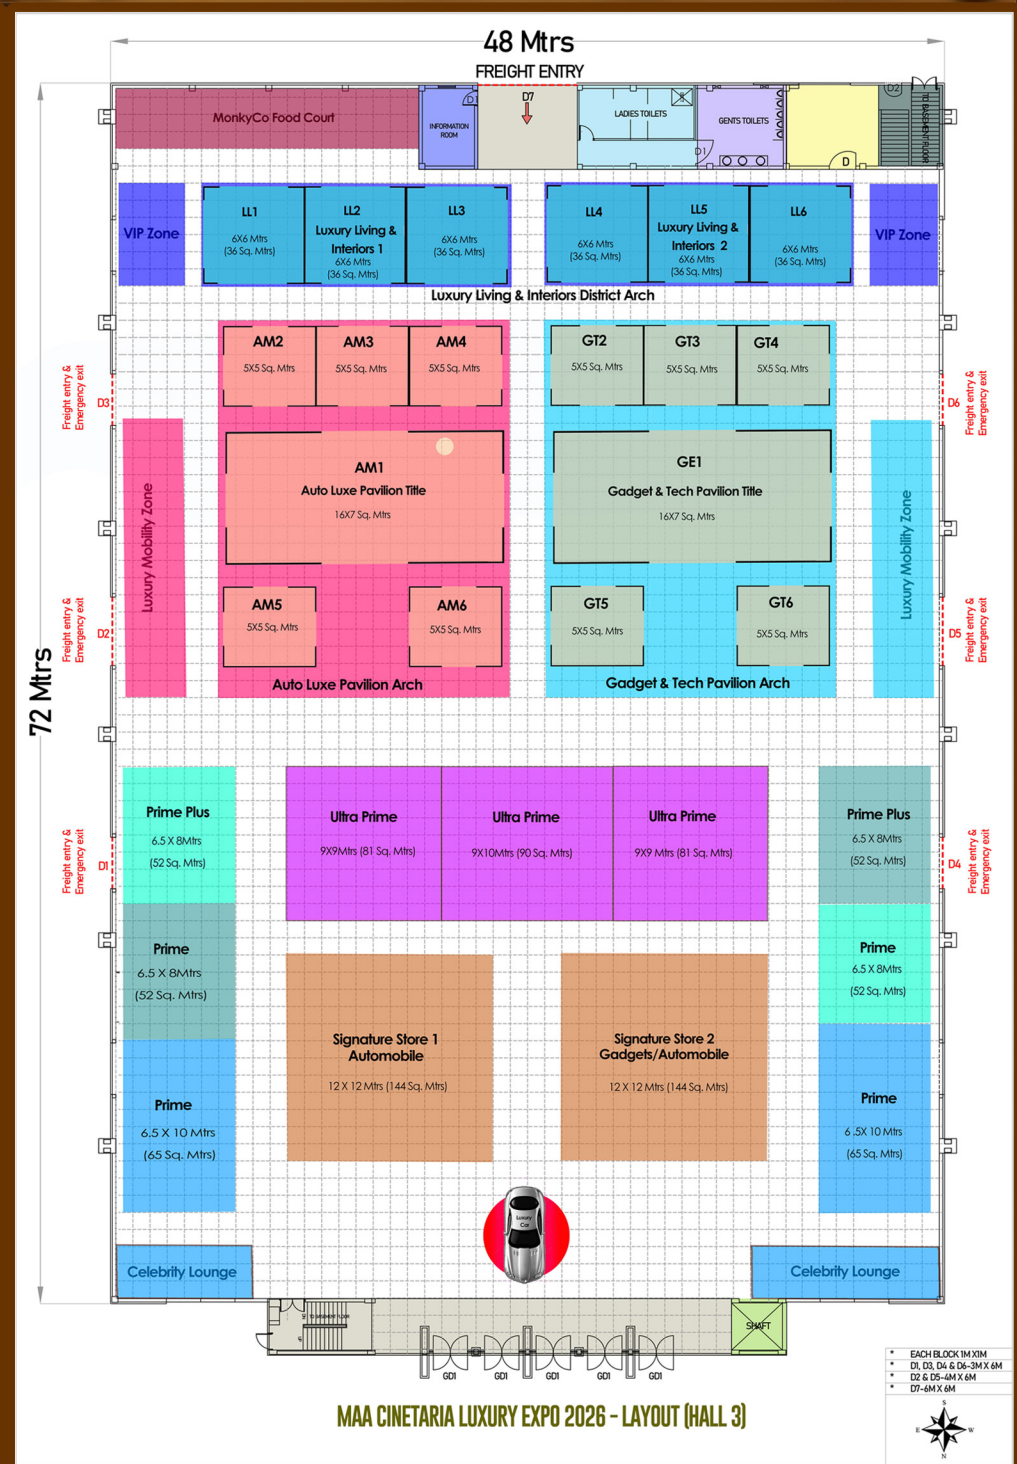 48 Mtrs
FREIGHT ENTRY
MonkyCo Food Court
INFORMATION
ROOM
D1
D7
LADIES TOILETS
GENTS TOILETS
D1
D
D2
TO BASEMENT FLOOR
VIP Zone
LL1
6X6 Mtrs
(36 Sq. Mtrs)
LL2
Luxury Living &
Interiors 1
6X6 Mtrs
(36 Sq. Mtrs)
LL3
6X6 Mtrs
(36 Sq. Mtrs)
LL4
6X6 Mtrs
(36 Sq. Mtrs)
LL5
Luxury Living &
Interiors 2
6X6 Mtrs
(36 Sq. Mtrs)
LL6
6X6 Mtrs
(36 Sq. Mtrs)
VIP Zone
Luxury Living & Interiors District Arch
AM2
5X5 Sq. Mtrs
AM3
5X5 Sq. Mtrs
AM4
5X5 Sq. Mtrs
GT2
5X5 Sq. Mtrs
GT3
5X5 Sq. Mtrs
GT4
5X5 Sq. Mtrs
Freight entry &
Emergency exit
D3
D6
Freight entry &
Emergency exit
Luxury Mobility Zone
AM1
Auto Luxe Pavilion Title
16X7 Sq. Mtrs
GE1
Gadget & Tech Pavilion Title
16X7 Sq. Mtrs
Luxury Mobility Zone
Freight entry &
Emergency exit
D2
AM5
5X5 Sq. Mtrs
AM6
5X5 Sq. Mtrs
GT5
5X5 Sq. Mtrs
GT6
5X5 Sq. Mtrs
D5
Freight entry &
Emergency exit
Auto Luxe Pavilion Arch
Gadget & Tech Pavilion Arch
72 Mtrs
Prime Plus
6.5 X 8Mtrs
(52 Sq. Mtrs)
Ultra Prime
9X9Mtrs (81 Sq. Mtrs)
Ultra Prime
9X10Mtrs (90 Sq. Mtrs)
Ultra Prime
9X9 Mtrs (81 Sq. Mtrs)
Prime Plus
6.5 X 8Mtrs
(52 Sq. Mtrs)
Freight entry &
Emergency exit
D1
D4
Freight entry &
Emergency exit
Prime
6.5 X 8Mtrs
(52 Sq. Mtrs)
Prime
6.5 X 8Mtrs
(52 Sq. Mtrs)
Signature Store 1
Automobile
12 X 12 Mtrs (144 Sq. Mtrs)
Signature Store 2
Gadgets/Automobile
12 X 12 Mtrs (144 Sq. Mtrs)
Prime
6.5 X 10 Mtrs
(65 Sq. Mtrs)
Prime
6 .5X 10 Mtrs
(65 Sq. Mtrs)
Luxury
Car
Celebrity Lounge
Celebrity Lounge
UP
SHAFT
GD1
GD1
GD1
GD1
* EACH BLOCK 1M X1M
* D1, D3, D4 & D6-3M X 6M
* D2 & D5-4M X 6M
* D7-6M X 6M
MAA CINETARIA LUXURY EXPO 2026 - LAYOUT (HALL 3)
S
E
W
N